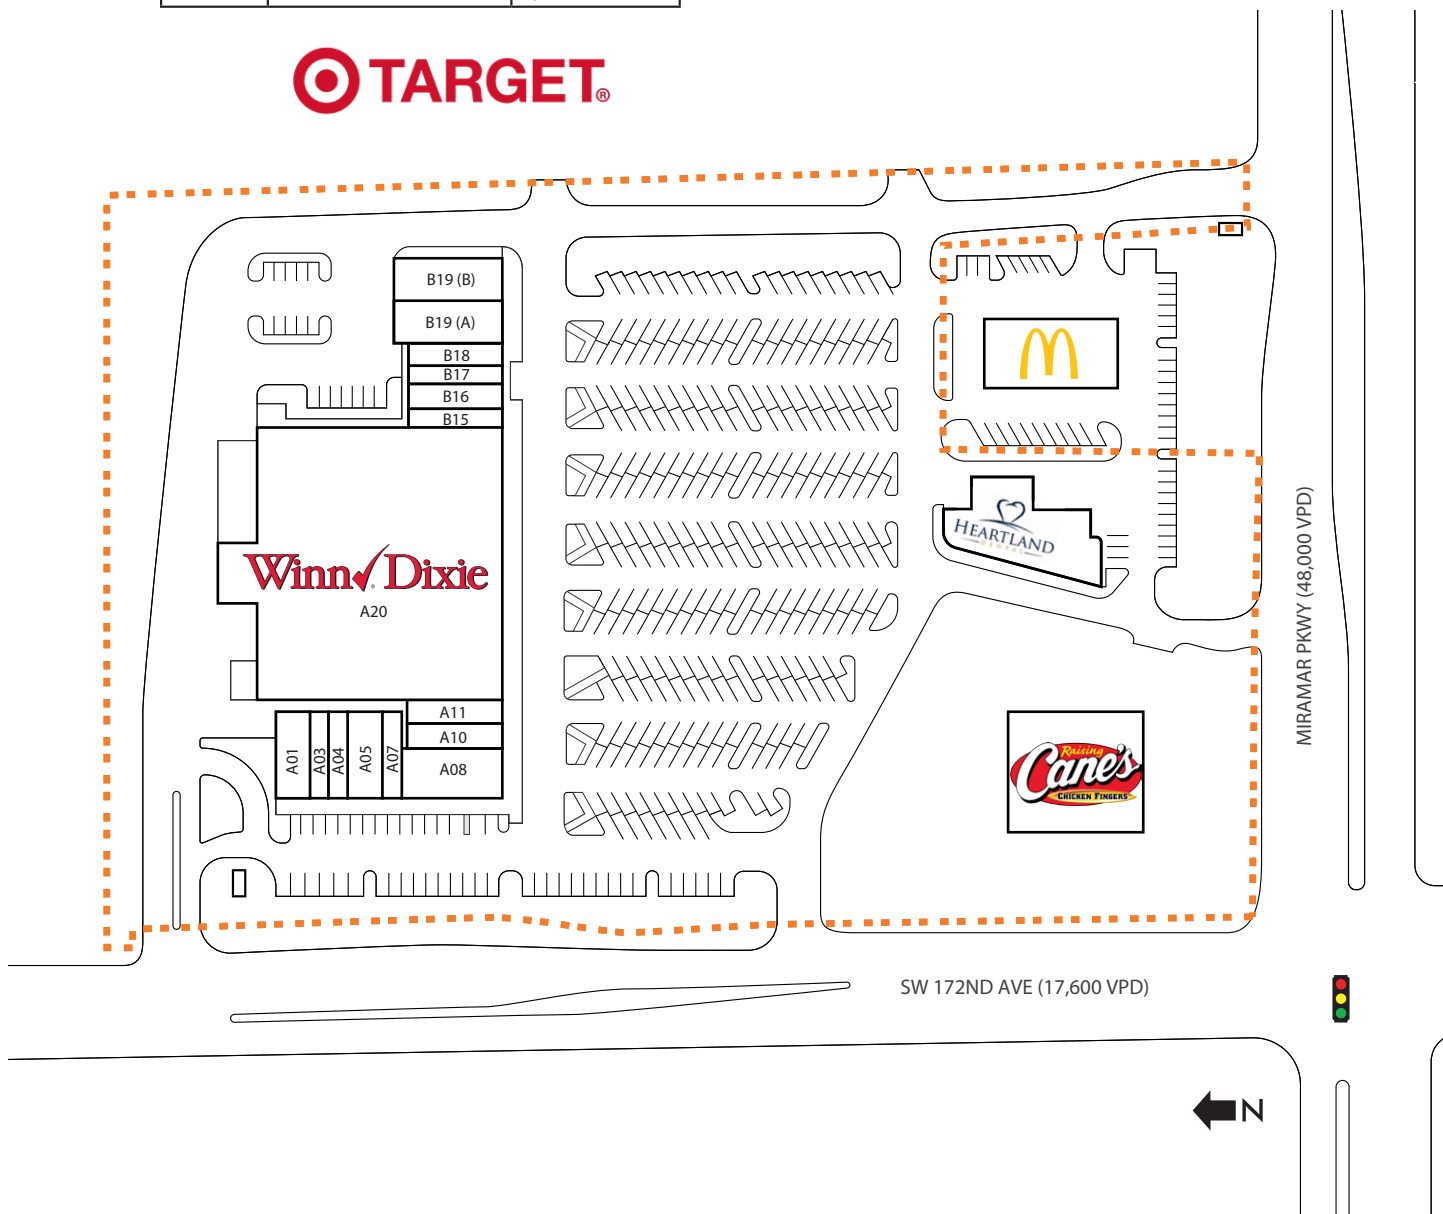 TARGET®
B19 (B)
B19 (A)
B18
B17
B16
B15
HEARTLAND
DENTAL
MIRAMAR PKWY (48,000 VPD)
Winn Dixie
A20
A11
A10
A08
A01
A03
A04
A05
A07
Raising
Cane's
CHICKEN FINGERS
SW 172ND AVE (17,600 VPD)
N